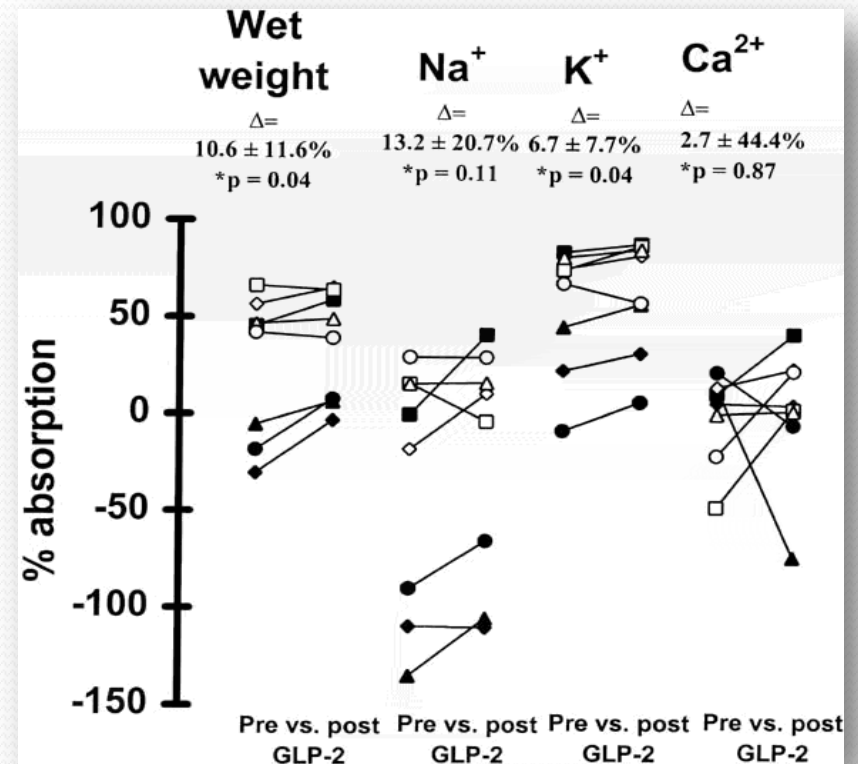 Wet
weight
Na+
K+
Ca2+
Δ=
10.6 ± 11.6%
*p = 0.04
Δ=
13.2 ± 20.7%
*p = 0.11
Δ=
6.7 ± 7.7%
*p = 0.04
Δ=
2.7 ± 44.4%
*p = 0.87
% absorption
100
50
0
-50
-100
-150
Pre vs. post
GLP-2
Pre vs. post
GLP-2
Pre vs. post
GLP-2
Pre vs. post
GLP-2